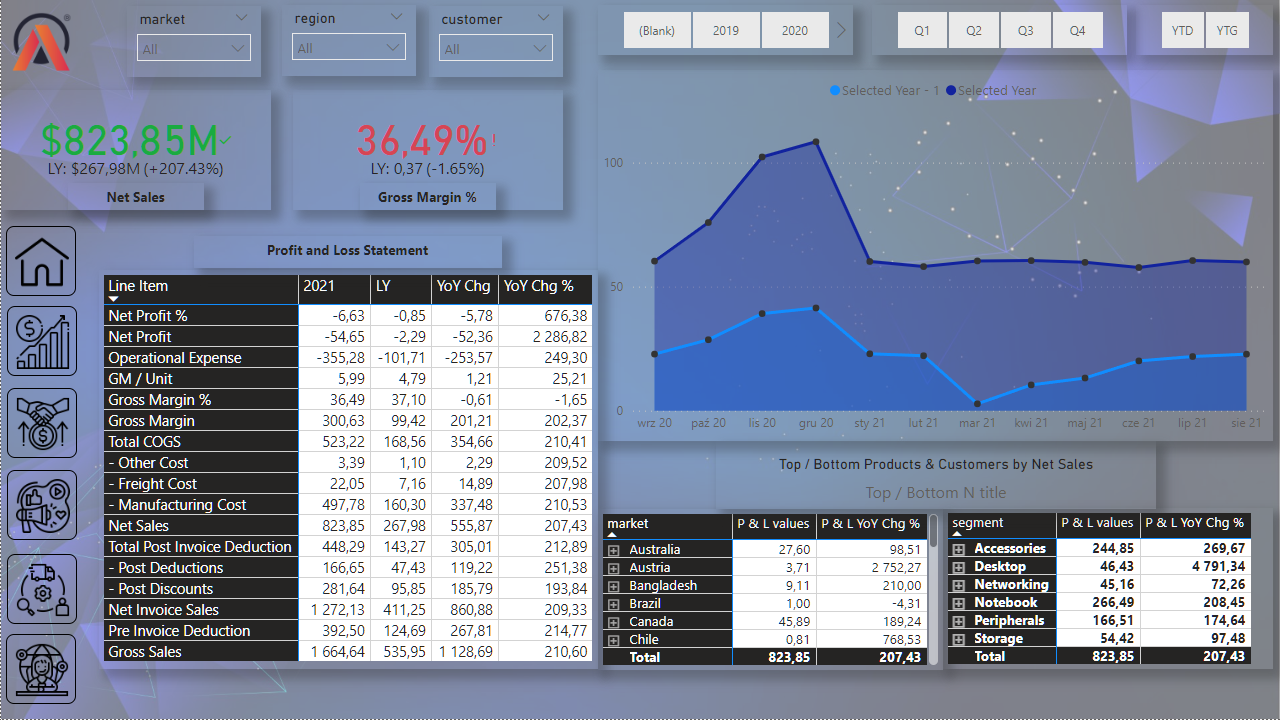 market
All
region
All
customer
All
(Blank) 2019 2020
Q1 Q2 Q3 Q4
YTD YTG
$823,85M
LY: $267,98M (+207.43%)
Net Sales
36,49%!
LY: 0,37 (-1.65%)
Gross Margin %
Selected Year - 1 Selected Year
100
50
0
wrz 20 paź 20 lis 20 gru 20 sty 21 lut 21 mar 21 kwi 21 maj 21 cze 21 lip 21 sie 21
Profit and Loss Statement
Line Item 2021 LY YoY Chg YoY Chg %
Net Profit % -6,63 -0,85 -5,78 676,38
Net Profit -54,65 -2,29 -52,36 2 286,82
Operational Expense -355,28 -101,71 -253,57 249,30
GM / Unit 5,99 4,79 1,21 25,21
Gross Margin % 36,49 37,10 -0,61 -1,65
Gross Margin 300,63 99,42 201,21 202,37
Total COGS 523,22 168,56 354,66 210,41
- Other Cost 3,39 1,10 2,29 209,52
- Freight Cost 22,05 7,16 14,89 207,98
- Manufacturing Cost 497,78 160,30 337,48 210,53
Net Sales 823,85 267,98 555,87 207,43
Total Post Invoice Deduction 448,29 143,27 305,01 212,89
- Post Deductions 166,65 47,43 119,22 251,38
- Post Discounts 281,64 95,85 185,79 193,84
Net Invoice Sales 1 272,13 411,25 860,88 209,33
Pre Invoice Deduction 392,50 124,69 267,81 214,77
Gross Sales 1 664,64 535,95 1 128,69 210,60
Top / Bottom Products & Customers by Net Sales
Top / Bottom N title
market P & L values P & L YoY Chg %
Australia 27,60 98,51
Austria 3,71 2 752,27
Bangladesh 9,11 210,00
Brazil 1,00 -4,31
Canada 45,89 189,24
Chile 0,81 768,53
Total 823,85 207,43
segment P & L values P & L YoY Chg %
Accessories 244,85 269,67
Desktop 46,43 4 791,34
Networking 45,16 72,26
Notebook 266,49 208,45
Peripherals 166,51 174,64
Storage 54,42 97,48
Total 823,85 207,43